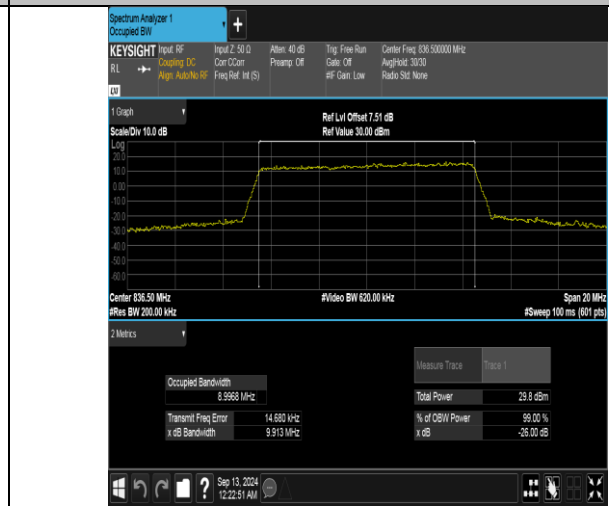 Spectrum Analyzer 1
Occupied BW
+
KEYSIGHT Input: RF Input Z: 50 Ω Atten: 40 dB Trig: Free Run Center Freq: 836.500000 MHz
RL Coupling: DC Corr CCorr Preamp: Off Gate: Off Avg|Hold: 30/30
Align: Auto/No RF Freq Ref: Int (S) #IF Gain: Low Radio Std: None
LXI
1 Graph Ref Lvl Offset 7.51 dB
Scale/Div 10.0 dB Ref Value 30.00 dBm
Log
20.0
10.0
0.00
-10.0
-20.0
-30.0
-40.0
-50.0
-60.0
Center 836.50 MHz #Video BW 620.00 kHz Span 20 MHz
#Res BW 200.00 kHz #Sweep 100 ms (601 pts)
2 Metrics
Measure Trace Trace 1
Occupied Bandwidth
8.9968 MHz Total Power 29.8 dBm
Transmit Freq Error 14.680 kHz % of OBW Power 99.00 %
x dB Bandwidth 9.913 MHz x dB -26.00 dB
? Sep 13, 2024
12:22:51 AM